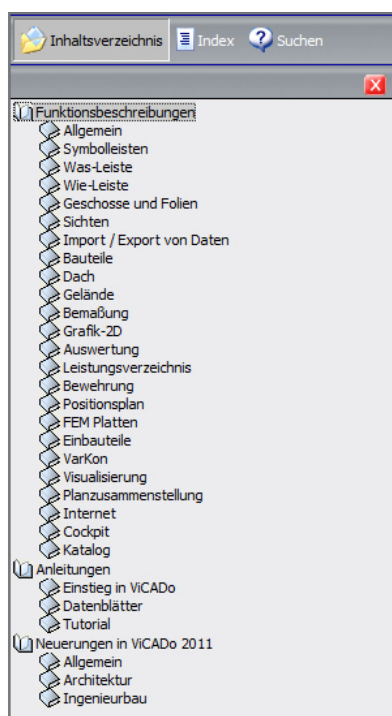 Inhaltsverzeichnis Index Suchen
Funktionsbeschreibungen
Allgemein
Symbolleisten
Was-Leiste
Wie-Leiste
Geschosse und Folien
Sichten
Import / Export von Daten
Bauteile
Dach
Gelände
Bemaßung
Grafik-2D
Auswertung
Leistungsverzeichnis
Bewehrung
Positionsplan
FEM Platten
Einbauteile
VarKon
Visualisierung
Planzusammenstellung
Internet
Cockpit
Katalog
Anleitungen
Einstieg in ViCADo
Datenblätter
Tutorial
Neuerungen in ViCADo 2011
Allgemein
Architektur
Ingenieurbau